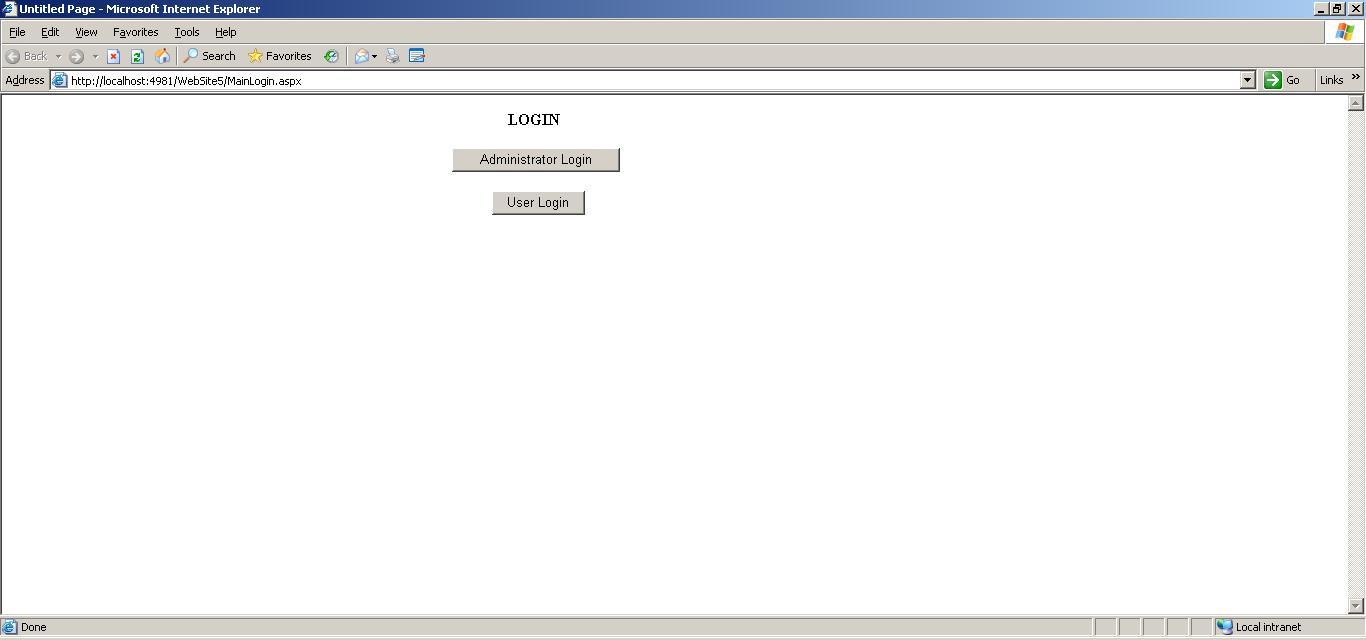 Untitled Page - Microsoft Internet Explorer
File Edit View Favorites Tools Help
Back Search Favorites
Address http://localhost:4981/WebSite5/MainLogin.aspx Go Links »
LOGIN
Administrator Login
User Login
Done Local intranet